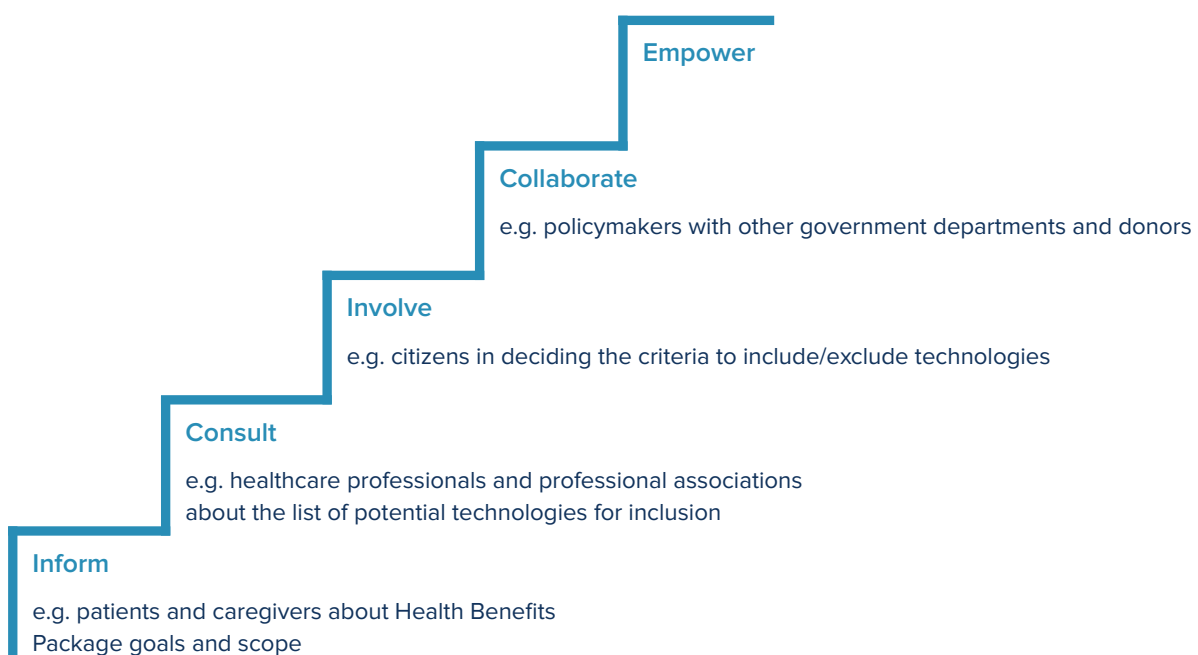 Empower
Collaborate
e.g. policymakers with other government departments and donors
Involve
e.g. citizens in deciding the criteria to include/exclude technologies
Consult
e.g. healthcare professionals and professional associations
about the list of potential technologies for inclusion
Inform
e.g. patients and caregivers about Health Benefits
Package goals and scope